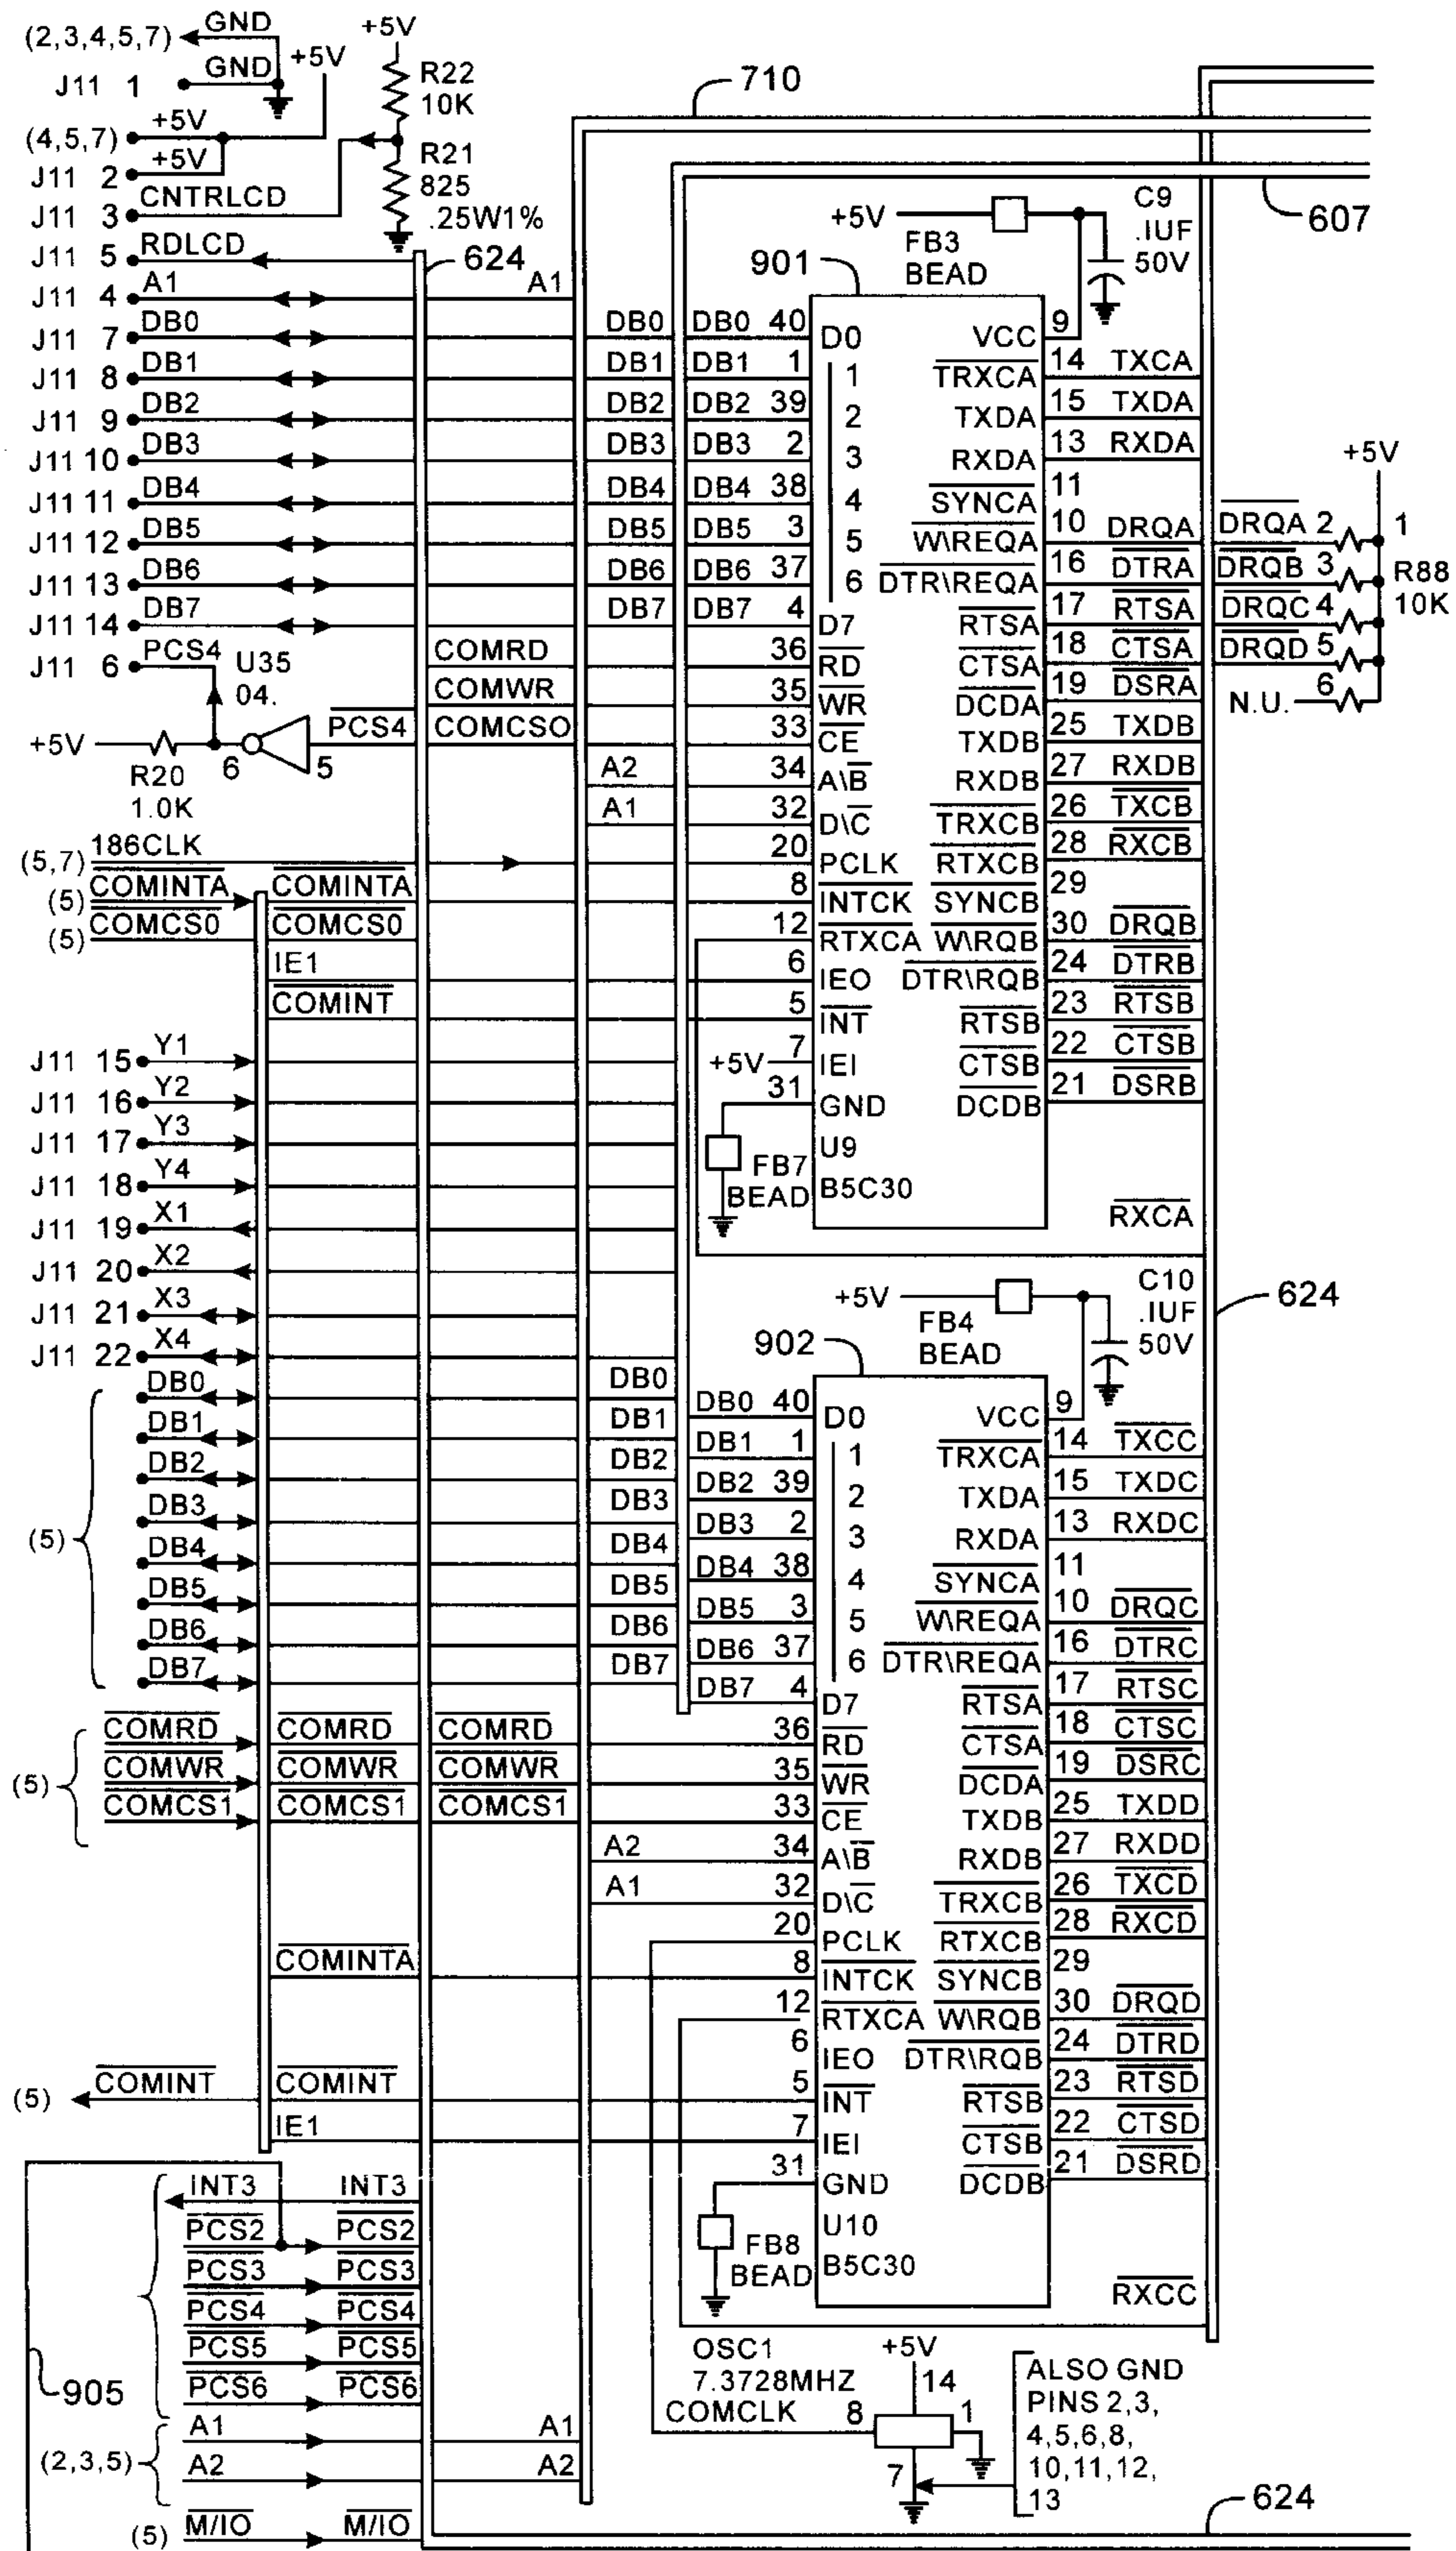 (2,3,4,5,7) GND
+5V
+5V
J11 1 GND
R22
10K
710
(4,5,7) +5V
J11 2 +5V
R21
825
.25W1%
J11 3 CNTRLCD
607
J11 5 RDLCD
624
+5V
FB3
BEAD
C9
.IUF
50V
901
J11 4 A1 A1
J11 7 DB0 DB0 DB0 40 D0 VCC 9
J11 8 DB1 DB1 DB1 1 1 TRXCA 14 TXCA
J11 9 DB2 DB2 DB2 39 2 TXDA 15 TXDA
J11 10 DB3 DB3 DB3 2 3 RXDA 13 RXDA
+5V
J11 11 DB4 DB4 DB4 38 4 SYNCA 11
J11 12 DB5 DB5 DB5 3 5 W\REQA 10 DRQA DRQA 2 1
J11 13 DB6 DB6 DB6 37 6 DTR\REQA 16 DTRA DRQB 3
R88
10K
J11 14 DB7 DB7 DB7 4 D7 RTSA 17 RTSA DRQC 4
J11 6 PCS4 COMRD 36 RD CTSA 18 CTSA DRQD 5
U35
04.
COMWR 35 WR DCDA 19 DSRA N.U. 6
+5V R20 1.0K 6 5 PCS4 COMCSO 33 CE TXDB 25 TXDB
A2 34 A\B RXDB 27 RXDB
A1 32 D\C TRXCB 26 TXCB
(5,7) 186CLK 20 PCLK RTXCB 28 RXCB
(5) COMINTA COMINTA 8 INTCK SYNCB 29
(5) COMCS0 COMCS0 12 RTXCA W\RQB 30 DRQB
IE1 6 IEO DTR\RQB 24 DTRB
COMINT 5 INT RTSB 23 RTSB
J11 15 Y1 +5V 7 IEI CTSB 22 CTSB
J11 16 Y2 31 GND DCDB 21 DSRB
J11 17 Y3 U9
FB7
BEAD
J11 18 Y4 B5C30
J11 19 X1 RXCA
J11 20 X2
J11 21 X3 +5V
FB4
BEAD
C10
.IUF
50V
624
J11 22 X4 902
DB0 DB0 DB0 40 D0 VCC 9
DB1 DB1 DB1 1 1 TRXCA 14 TXCC
DB2 DB2 DB2 39 2 TXDA 15 TXDC
DB3 DB3 DB3 2 3 RXDA 13 RXDC
(5)
DB4 DB4 DB4 38 4 SYNCA 11
DB5 DB5 DB5 3 5 W\REQA 10 DRQC
DB6 DB6 DB6 37 6 DTR\REQA 16 DTRC
DB7 DB7 DB7 4 D7 RTSA 17 RTSC
COMRD COMRD COMRD 36 RD CTSA 18 CTSC
(5) COMWR COMWR COMWR 35 WR DCDA 19 DSRC
COMCS1 COMCS1 COMCS1 33 CE TXDB 25 TXDD
A2 34 A\B RXDB 27 RXDD
A1 32 D\C TRXCB 26 TXCD
20 PCLK RTXCB 28 RXCD
COMINTA 8 INTCK SYNCB 29
12 RTXCA W\RQB 30 DRQD
6 IEO DTR\RQB 24 DTRD
(5) COMINT COMINT 5 INT RTSB 23 RTSD
IE1 7 IEI CTSB 22 CTSD
31 GND DCDB 21 DSRD
INT3 INT3 U10
FB8
BEAD
PCS2 PCS2 B5C30
PCS3 PCS3 RXCC
PCS4 PCS4
PCS5 PCS5
PCS6 PCS6
905
OSC1
7.3728MHZ
COMCLK 8
+5V
14
1
7
ALSO GND
PINS 2,3,
4,5,6,8,
10,11,12,
13
A1 A1
(2,3,5) A2 A2
624
(5) M/IO M/IO